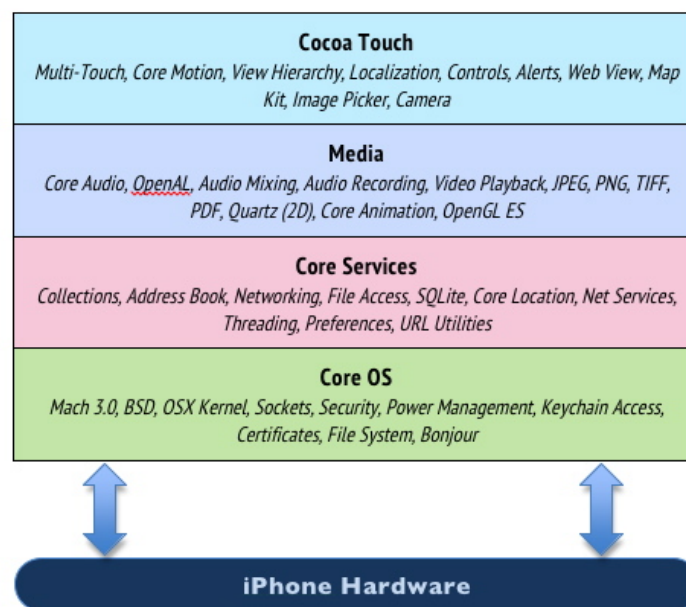 Cocoa Touch
Multi-Touch, Core Motion, View Hierarchy, Localization, Controls, Alerts, Web View, Map
Kit, Image Picker, Camera
Media
Core Audio, OpenAL, Audio Mixing, Audio Recording, Video Playback, JPEG, PNG, TIFF,
PDF, Quartz (2D), Core Animation, OpenGL ES
Core Services
Collections, Address Book, Networking, File Access, SQLite, Core Location, Net Services,
Threading, Preferences, URL Utilities
Core OS
Mach 3.0, BSD, OSX Kernel, Sockets, Security, Power Management, Keychain Access,
Certificates, File System, Bonjour
iPhone Hardware